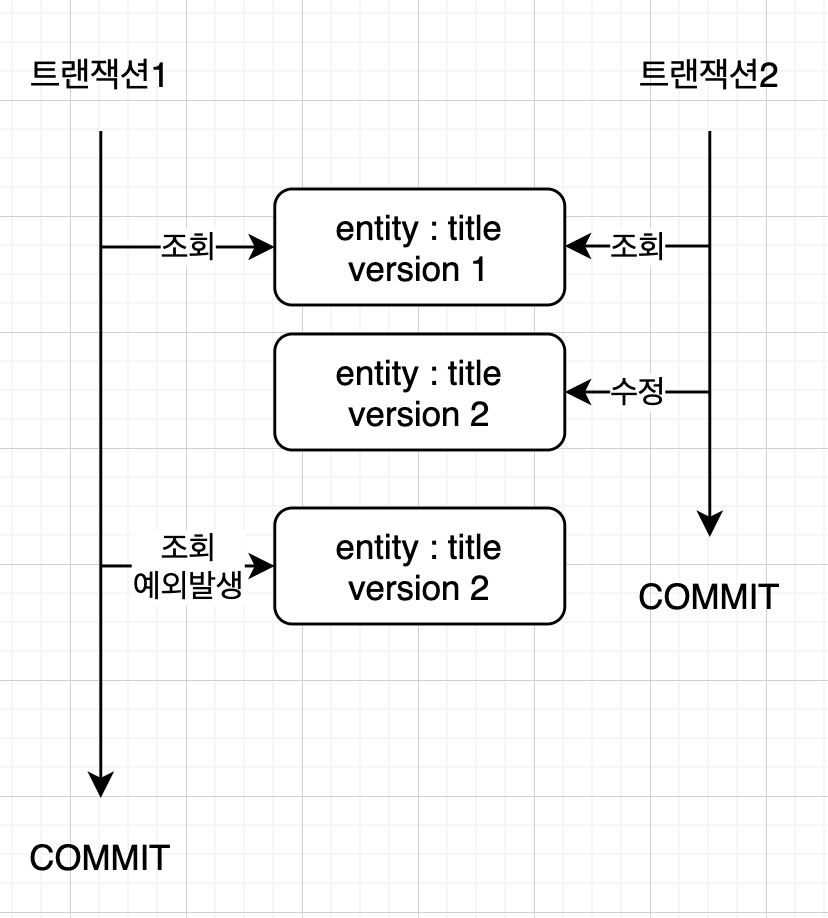 트랜잭션1
트랜잭션2
entity : title
version 1
조회
조회
entity : title
version 2
수정
조회
예외발생
entity : title
version 2
COMMIT
COMMIT